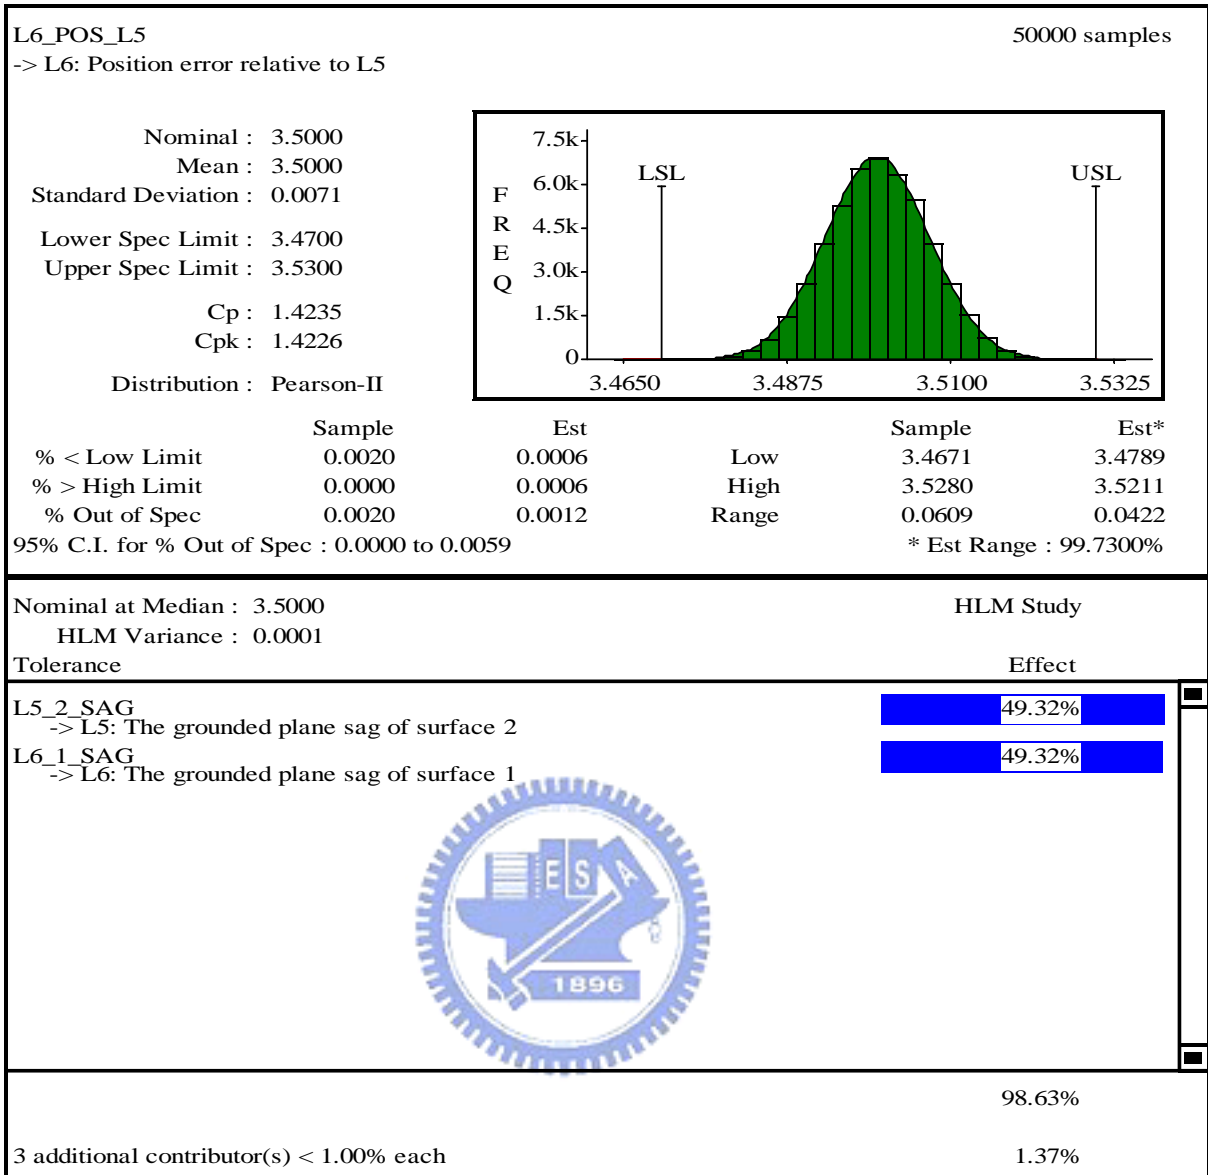 L6_POS_L5 50000 samples
-> L6: Position error relative to L5
Nominal : 3.5000
Mean : 3.5000
Standard Deviation : 0.0071
Lower Spec Limit : 3.4700
Upper Spec Limit : 3.5300
Cp : 1.4235
Cpk : 1.4226
Distribution : Pearson-II
FREQ
7.5k
6.0k
4.5k
3.0k
1.5k
0
LSL USL
3.4650 3.4875 3.5100 3.5325
Sample Est Sample Est*
% < Low Limit 0.0020 0.0006 Low 3.4671 3.4789
% > High Limit 0.0000 0.0006 High 3.5280 3.5211
% Out of Spec 0.0020 0.0012 Range 0.0609 0.0422
95% C.I. for % Out of Spec : 0.0000 to 0.0059 * Est Range : 99.7300%
Nominal at Median : 3.5000 HLM Study
HLM Variance : 0.0001
Tolerance Effect
L5_2_SAG 49.32%
-> L5: The grounded plane sag of surface 2
L6_1_SAG 49.32%
-> L6: The grounded plane sag of surface 1
E S A
1896
98.63%
3 additional contributor(s) < 1.00% each 1.37%